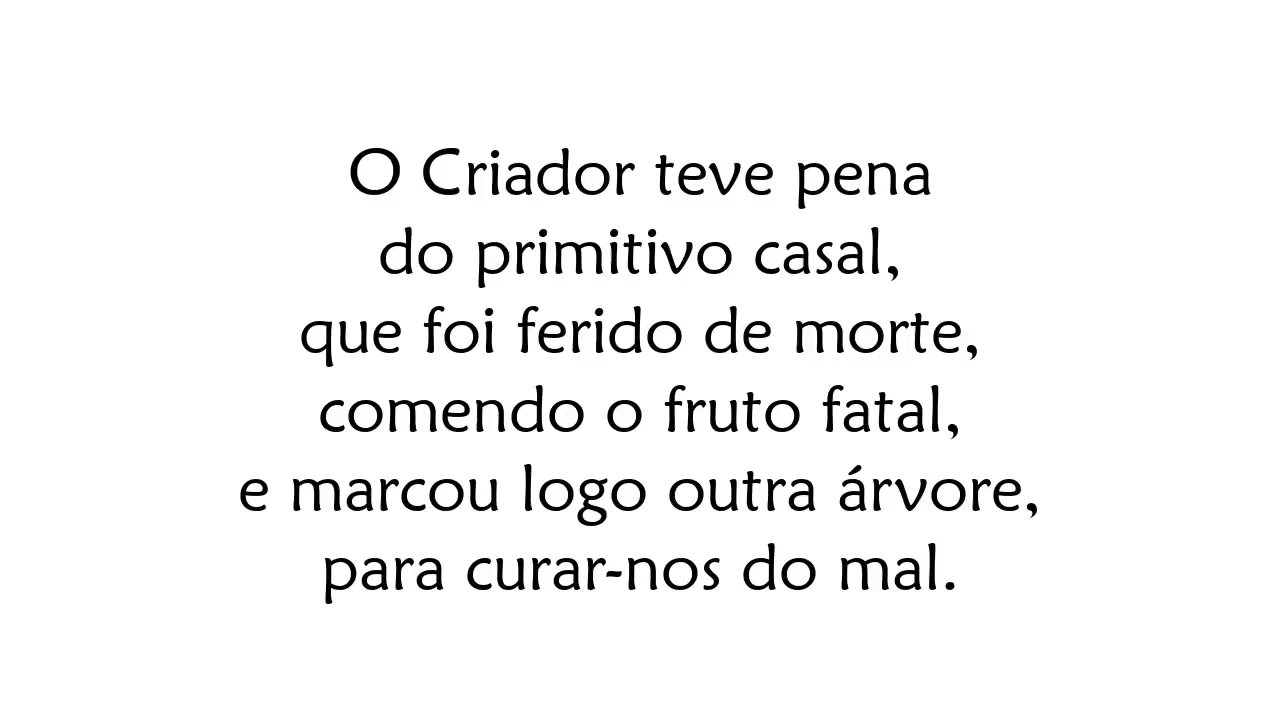 O Criador teve pena
do primitivo casal,
que foi ferido de morte,
comendo o fruto fatal,
e marcou logo outra árvore,
para curar-nos do mal.